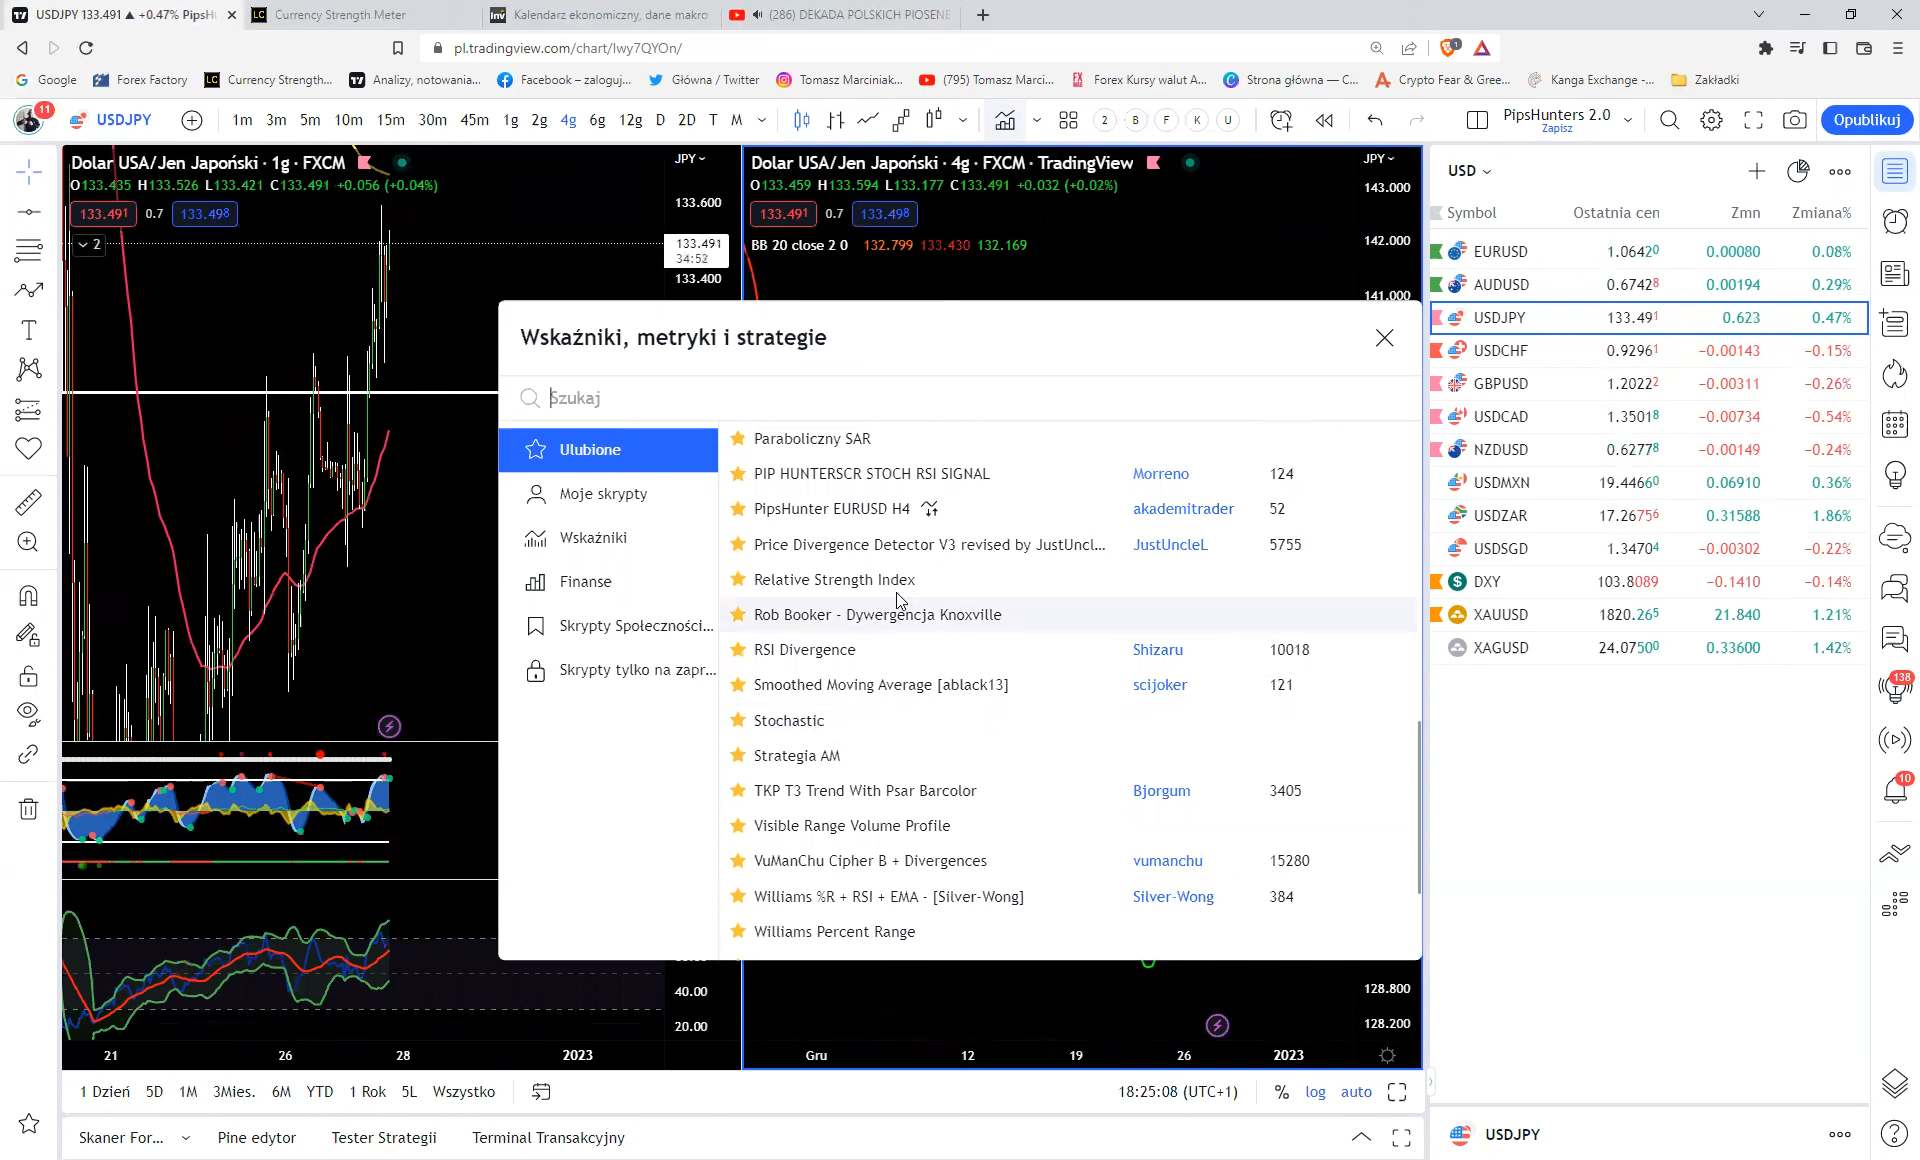 USDJPY 133.491 ▲ +0.47% PipsH
Currency Strength Meter
Kalendarz ekonomiczny, dane makro
(286) DEKADA POLSKICH PIOSENE
pl.tradingview.com/chart/lwy7QYOn/
Google
Forex Factory
Currency Strength...
Analizy, notowania...
Facebook – zaloguj...
Główna / Twitter
Tomasz Marciniak...
(795) Tomasz Marci...
Forex Kursy walut A...
Strona główna — C...
Crypto Fear & Gree...
Kanga Exchange -...
Zakładki
11
USDJPY
1m 3m 5m 10m 15m 30m 45m 1g 2g 4g 6g 12g D 2D T M
2 B F K U
PipsHunters 2.0
Zapisz
Opublikuj
Dolar USA/Jen Japoński · 1g · FXCM
JPY
O133.435 H133.526 L133.421 C133.491 +0.056 (+0.04%)
133.491 0.7 133.498
2
133.600
133.491
34:52
133.400
40.00
20.00
21 26 28 2023
Dolar USA/Jen Japoński · 4g · FXCM · TradingView
JPY
O133.459 H133.594 L133.177 C133.491 +0.032 (+0.02%)
133.491 0.7 133.498
BB 20 close 2 0 132.799 133.430 132.169
143.000
142.000
141.000
128.800
128.200
Gru 12 19 26 2023
Wskaźniki, metryki i strategie
Szukaj
Ulubione
Moje skrypty
Wskaźniki
Finanse
Skrypty Społeczności...
Skrypty tylko na zapr...
Paraboliczny SAR
PIP HUNTERSCR STOCH RSI SIGNAL Morreno 124
PipsHunter EURUSD H4 akademitrader 52
Price Divergence Detector V3 revised by JustUncl... JustUncleL 5755
Relative Strength Index
Rob Booker - Dywergencja Knoxville
RSI Divergence Shizaru 10018
Smoothed Moving Average [ablack13] scijoker 121
Stochastic
Strategia AM
TKP T3 Trend With Psar Barcolor Bjorgum 3405
Visible Range Volume Profile
VuManChu Cipher B + Divergences vumanchu 15280
Williams %R + RSI + EMA - [Silver-Wong] Silver-Wong 384
Williams Percent Range
USD
Symbol Ostatnia cen Zmn Zmiana%
EURUSD 1.06420 0.00080 0.08%
AUDUSD 0.67428 0.00194 0.29%
USDJPY 133.491 0.623 0.47%
USDCHF 0.92961 −0.00143 −0.15%
GBPUSD 1.20222 −0.00311 −0.26%
USDCAD 1.35018 −0.00734 −0.54%
NZDUSD 0.62778 −0.00149 −0.24%
USDMXN 19.44660 0.06910 0.36%
USDZAR 17.26756 0.31588 1.86%
USDSGD 1.34704 −0.00302 −0.22%
DXY 103.8089 −0.1410 −0.14%
XAUUSD 1820.265 21.840 1.21%
XAGUSD 24.07500 0.33600 1.42%
138
10
1 Dzień 5D 1M 3Mies. 6M YTD 1 Rok 5L Wszystko
18:25:08 (UTC+1) % log auto
Skaner For... Pine edytor Tester Strategii Terminal Transakcyjny
USDJPY